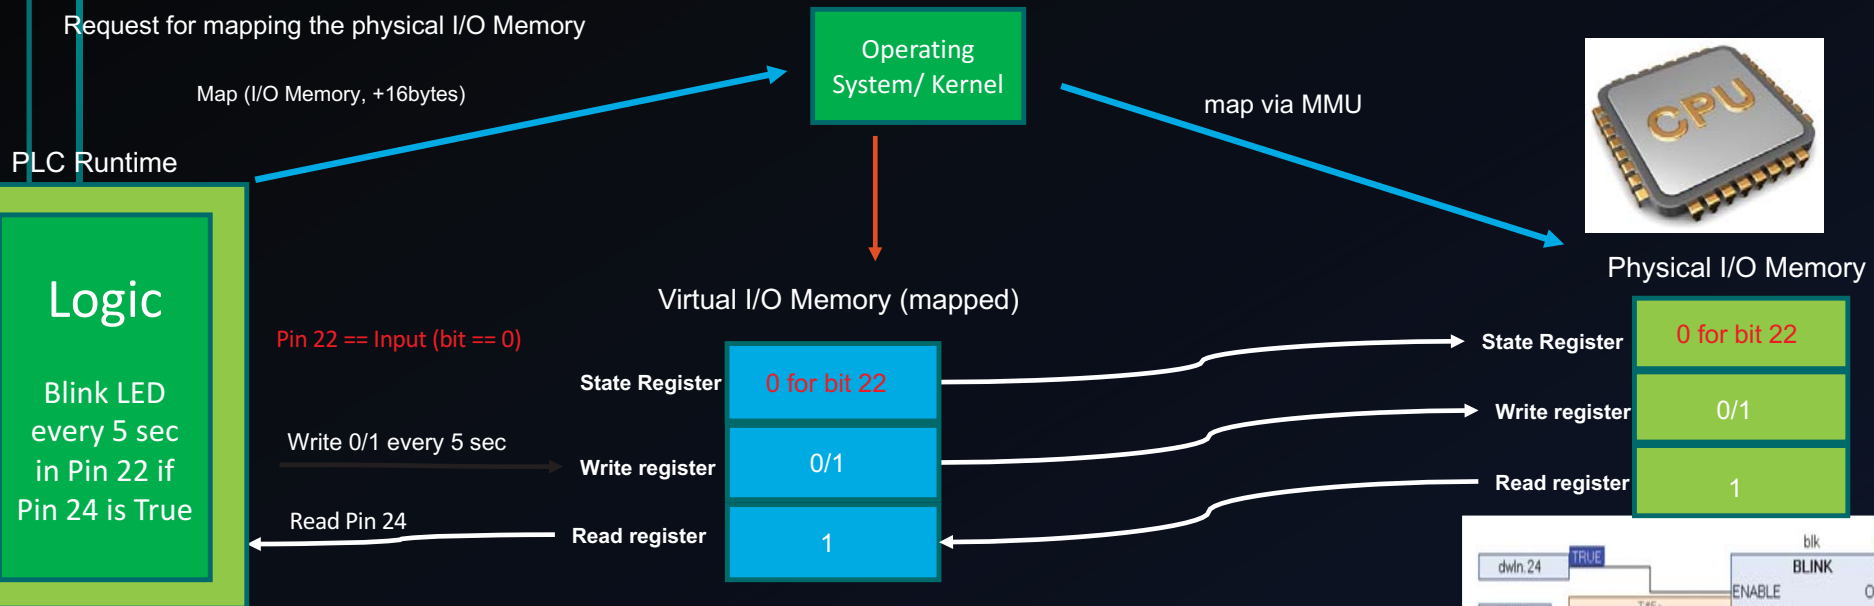 Request for mapping the physical I/O Memory
Map (I/O Memory, +16bytes)
Operating
System/ Kernel
map via MMU
CPU
PLC Runtime
Logic
Blink LED
every 5 sec
in Pin 22 if
Pin 24 is True
Pin 22 == Input (bit == 0)
Write 0/1 every 5 sec
Read Pin 24
Virtual I/O Memory (mapped)
State Register
0 for bit 22
Write register
0/1
Read register
1
Physical I/O Memory
State Register
0 for bit 22
Write register
0/1
Read register
1
blk
dwIn.24
TRUE
BLINK
ENABLE